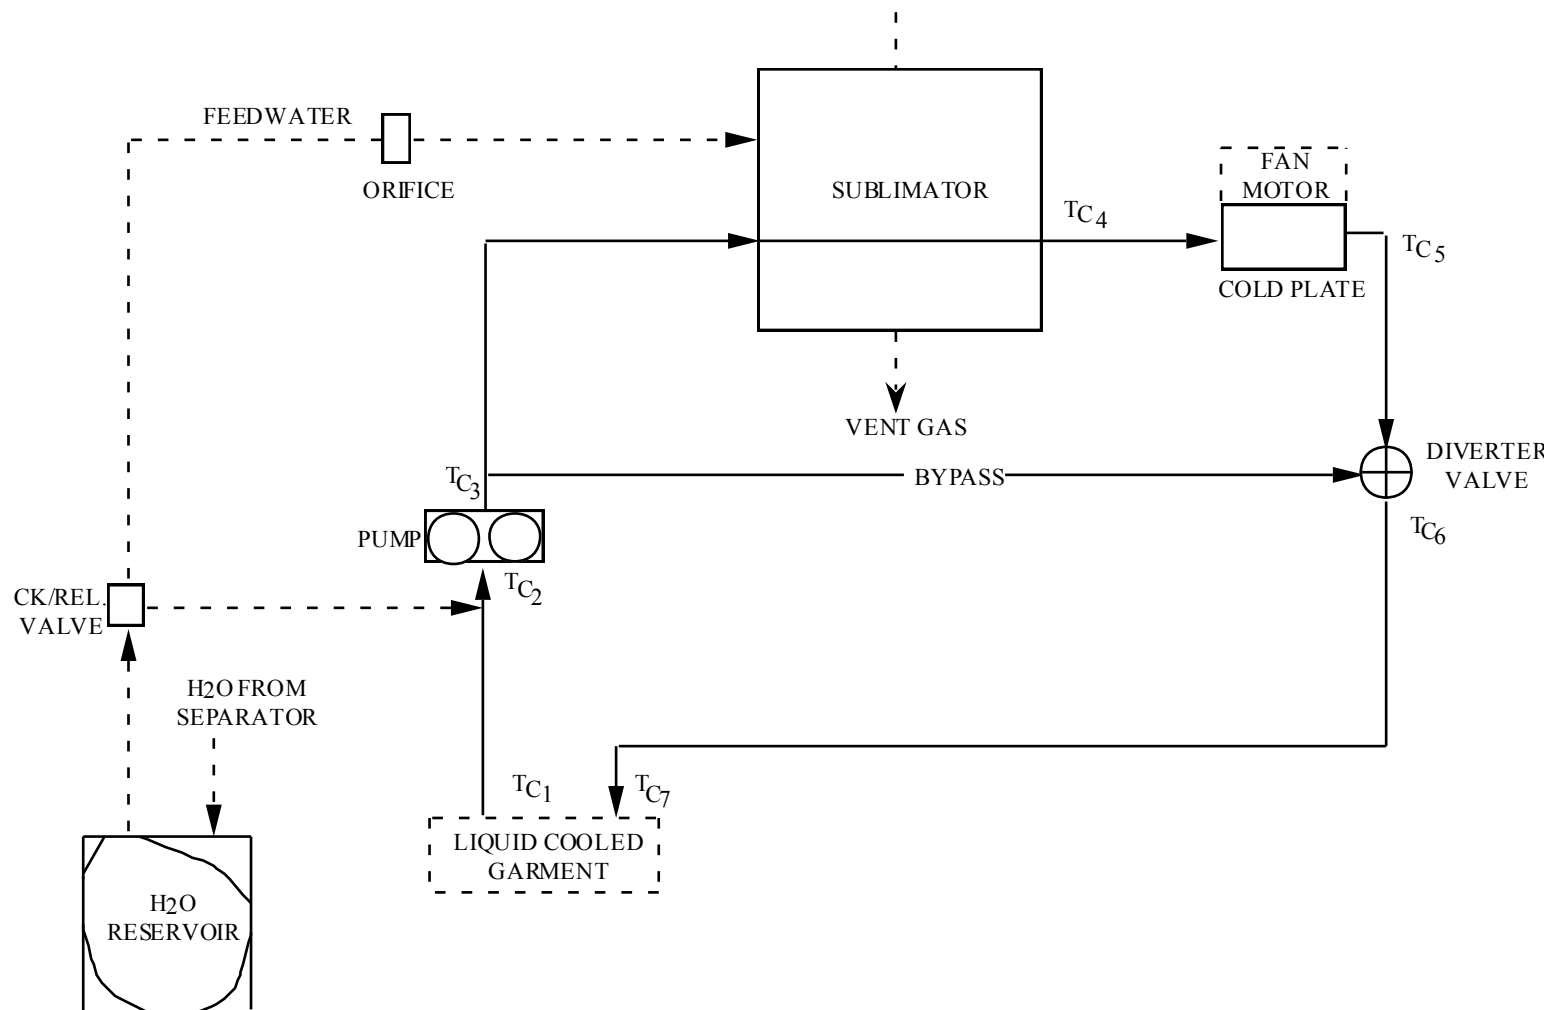 FEEDWATER
ORIFICE
SUBLIMATOR
FAN
MOTOR
TC4
TC5
COLD PLATE
VENT GAS
BYPASS
DIVERTER
VALVE
TC3
PUMP
TC6
TC2
CK/REL.
VALVE
H2O FROM
SEPARATOR
TC1
TC7
LIQUID COOLED
GARMENT
H2O
RESERVOIR